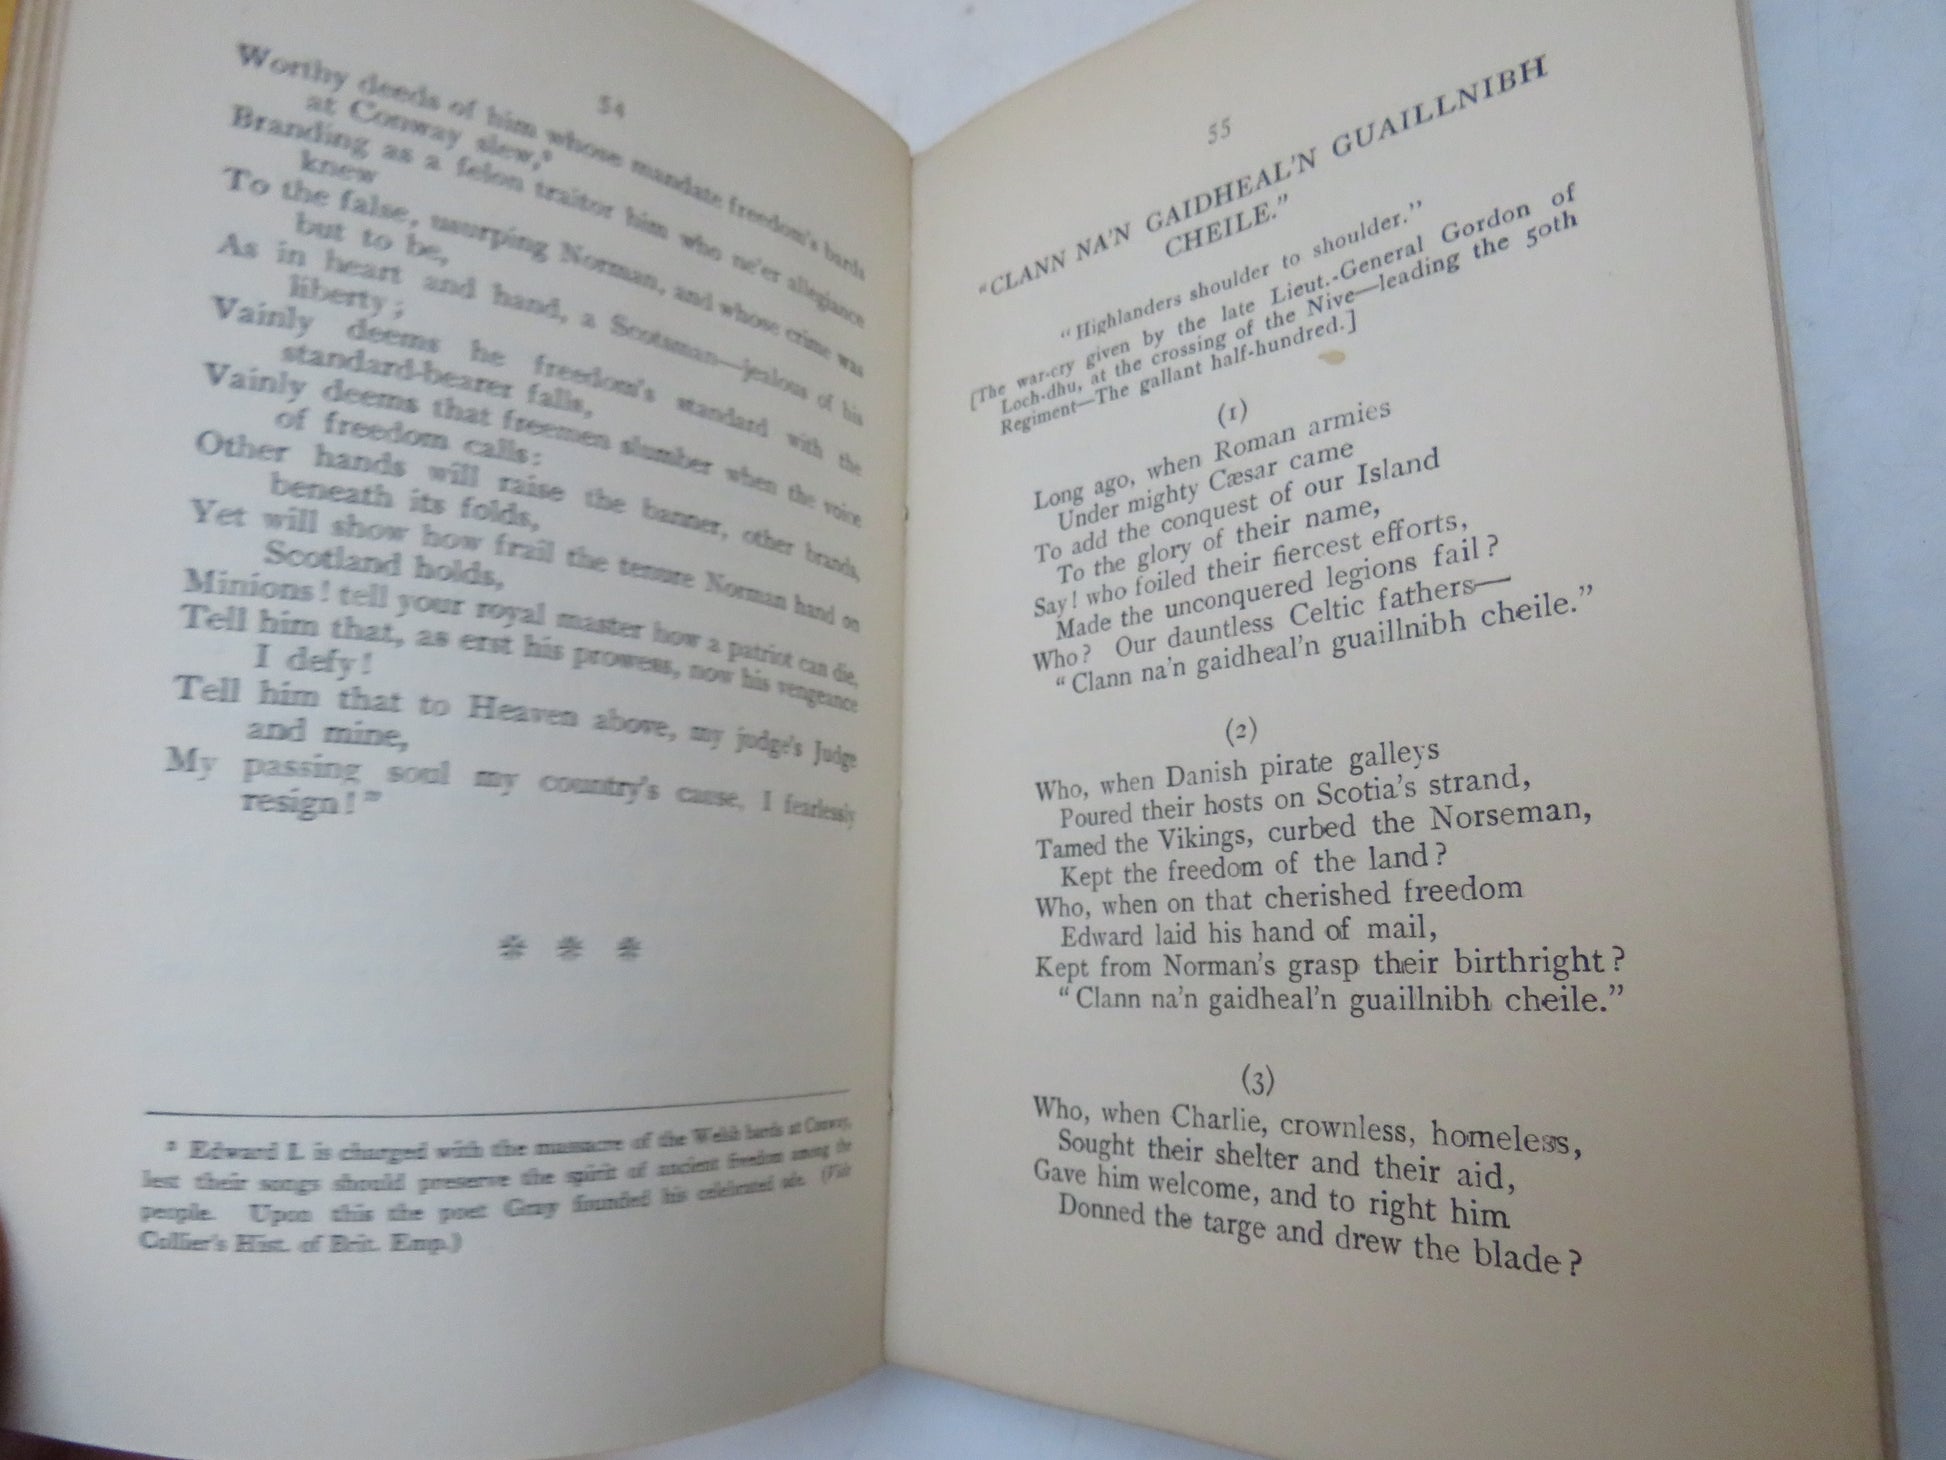 54
Worthy deeds of him whose mandate freedom's bards
at Conway slew,
Branding as a felon traitor him who ne'er allegiance
knew
To the false, usurping Norman, and whose crime was
but to be,
As in heart and hand, a Scotsman—jealous of his
liberty;
Vainly deems he freedom's standard with the
standard-bearer falls,
Vainly deems that freemen slumber when the voice
of freedom calls:
Other hands will raise the banner, other brands,
beneath its folds,
Yet will show how frail the tenure Norman hand on
Scotland holds,
Minions! tell your royal master how a patriot can die,
Tell him that, as erst his prowess, now his vengeance
I defy!
Tell him that to Heaven above, my judge's Judge
and mine,
My passing soul my country's cause, I fearlessly
resign!"
* * *
Edward I. is charged with the massacre of the Welsh bards at Conway,
lest their songs should preserve the spirit of ancient freedom among the
people. Upon this the poet Gray founded his celebrated ode. (Vide
Collier's Hist. of Brit. Emp.)
55
"CLANN NA'N GAIDHEAL'N GUAILLNIBH
CHEILE."
"Highlanders shoulder to shoulder."
[The war-cry given by the late Lieut.-General Gordon of
Loch-dhu, at the crossing of the Nive—leading the 50th
Regiment—The gallant half-hundred.]
(1)
Long ago, when Roman armies
Under mighty Cæsar came
To add the conquest of our Island
To the glory of their name,
Say! who foiled their fiercest efforts,
Made the unconquered legions fail?
Who? Our dauntless Celtic fathers—
"Clann na'n gaidheal'n guaillnibh cheile."
(2)
Who, when Danish pirate galleys
Poured their hosts on Scotia's strand,
Tamed the Vikings, curbed the Norseman,
Kept the freedom of the land?
Who, when on that cherished freedom
Edward laid his hand of mail,
Kept from Norman's grasp their birthright?
"Clann na'n gaidheal'n guaillnibh cheile."
(3)
Who, when Charlie, crownless, homeless,
Sought their shelter and their aid,
Gave him welcome, and to right him
Donned the targe and drew the blade?